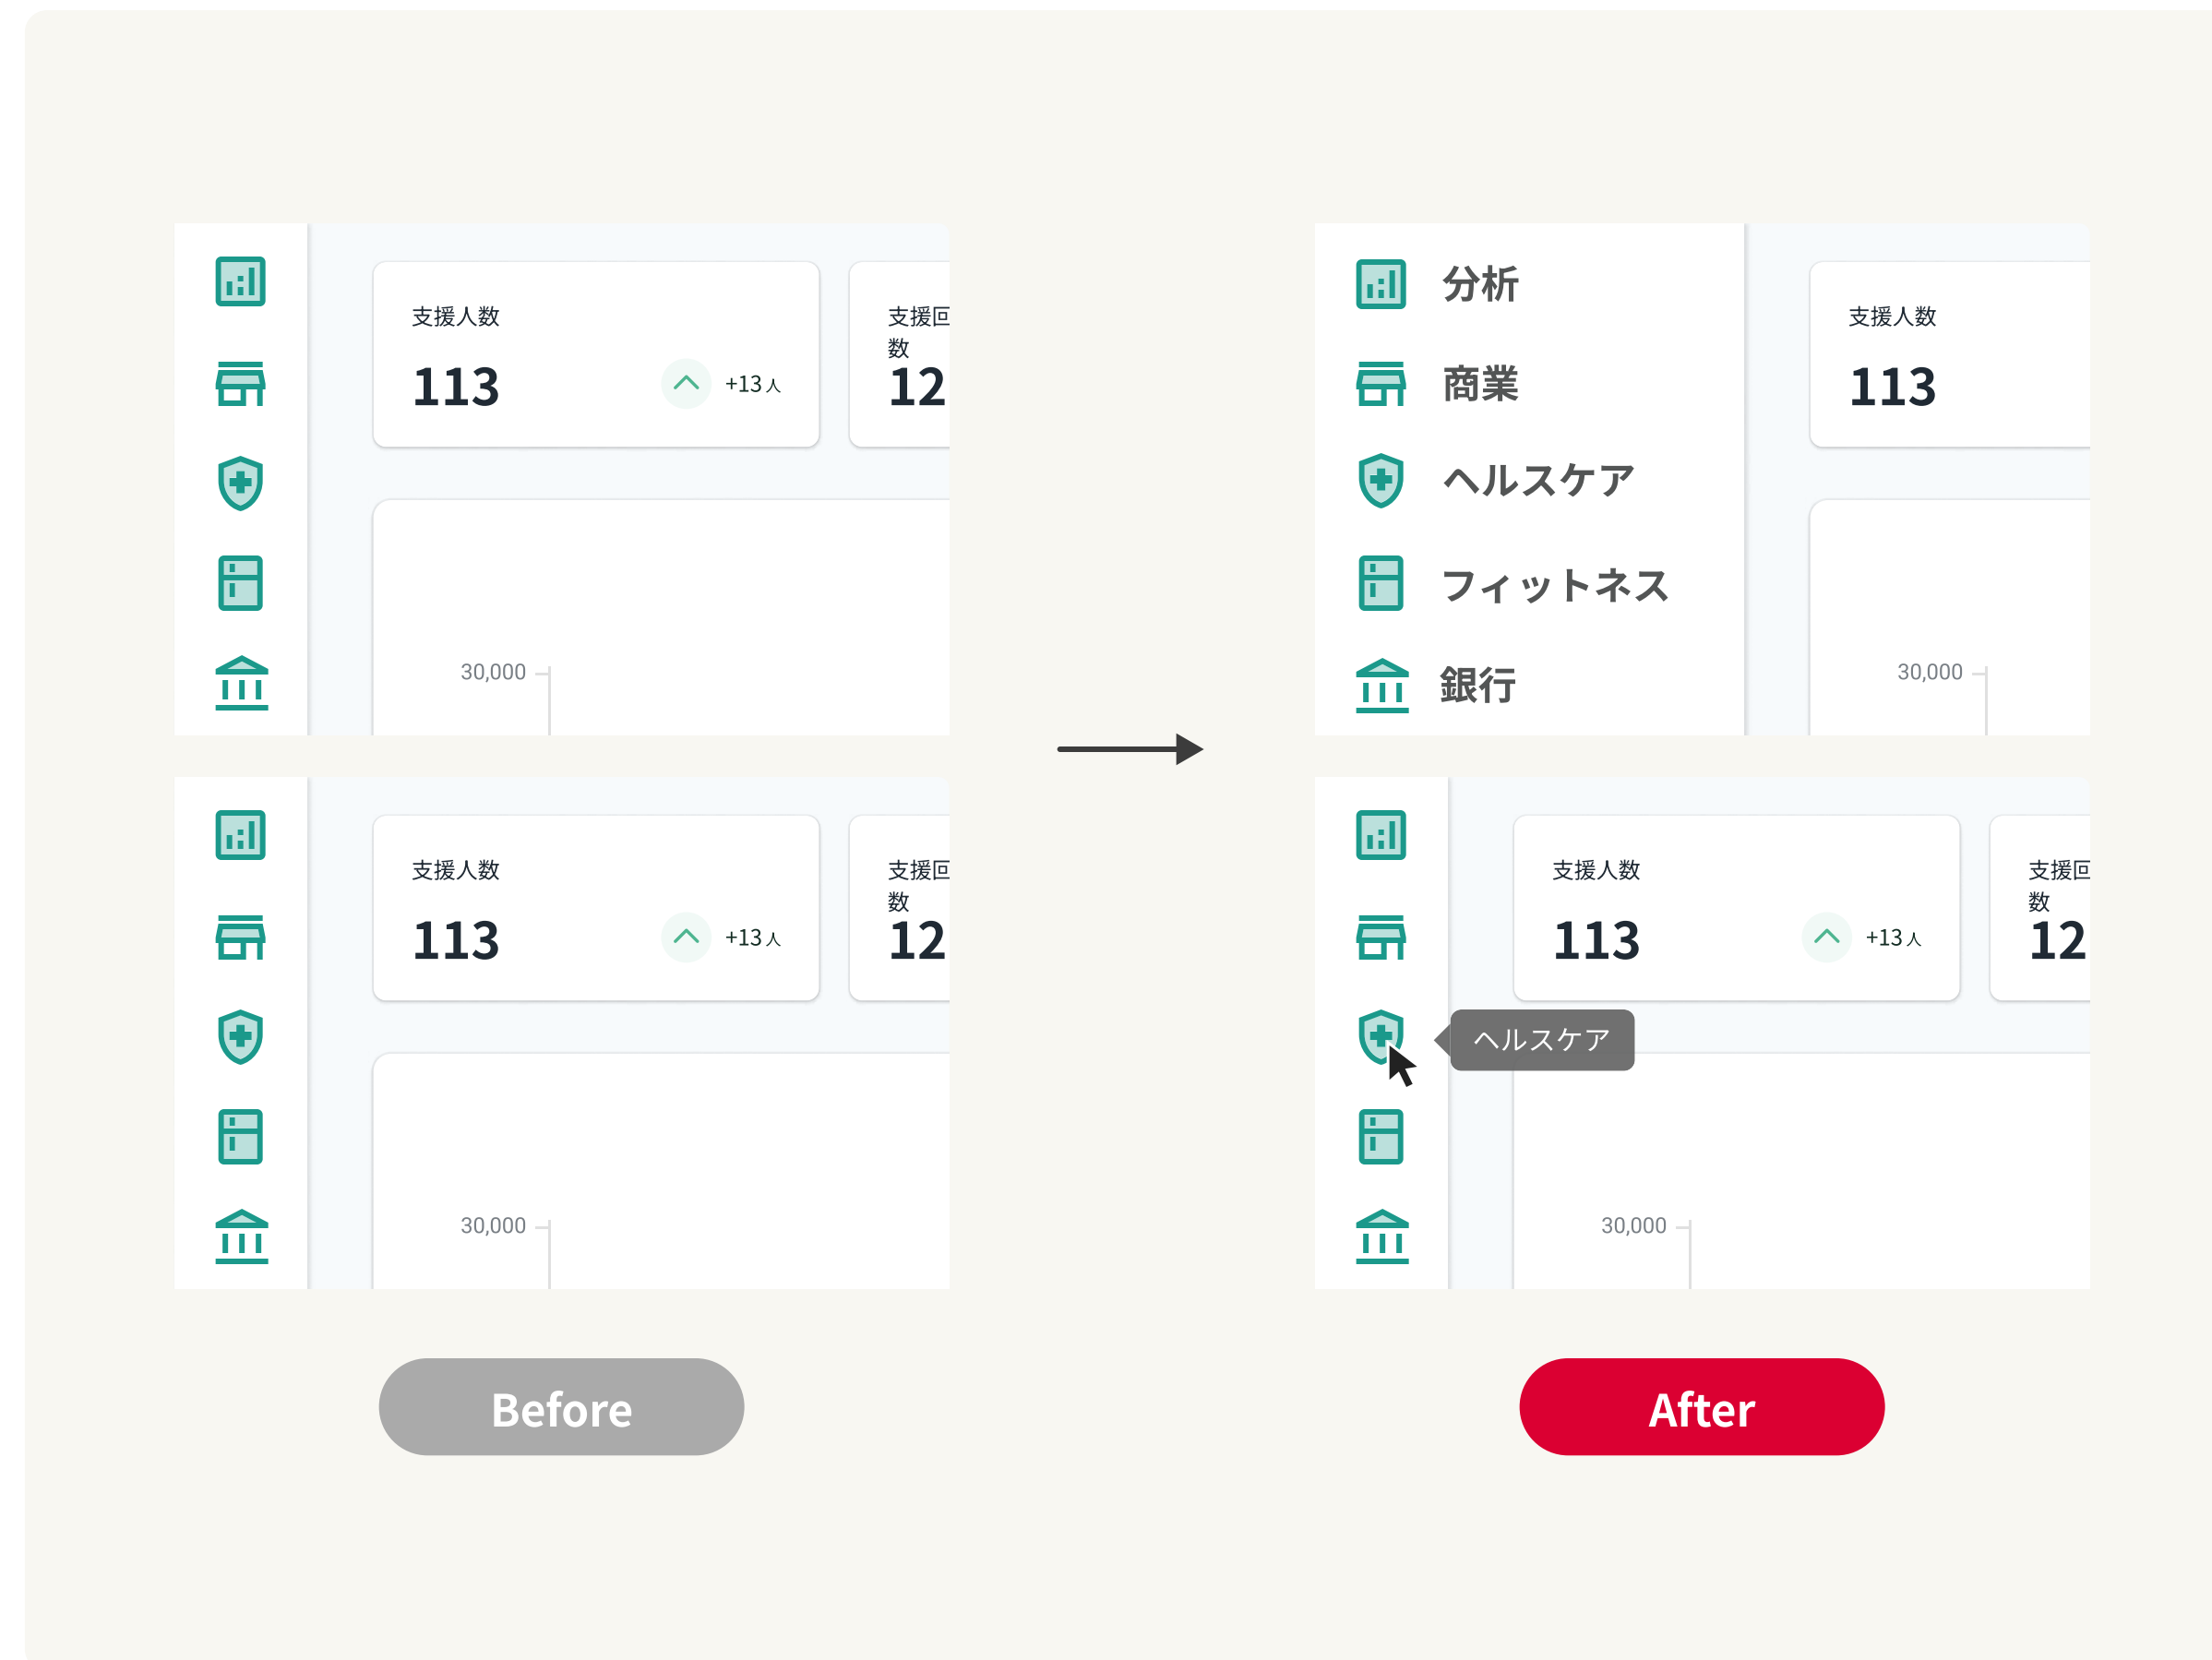 支援人数
113
+13人
支援回
数
12
30,000
支援人数
113
+13人
支援回
数
12
30,000
Before
分析
商業
ヘルスケア
フィットネス
銀行
支援人数
113
30,000
支援人数
113
+13人
支援回
数
12
ヘルスケア
30,000
After